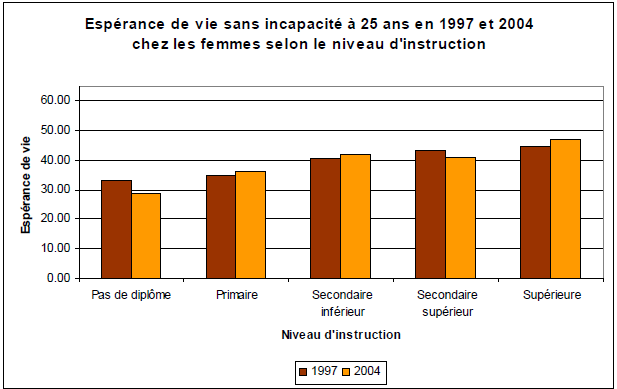 Espérance de vie sans incapacité à 25 ans en 1997 et 2004
chez les femmes selon le niveau d'instruction
Espérance de vie
60.00
50.00
40.00
30.00
20.00
10.00
0.00
Pas de diplôme
Primaire
Secondaire
inférieur
Secondaire
supérieur
Supérieure
Niveau d'instruction
1997
2004